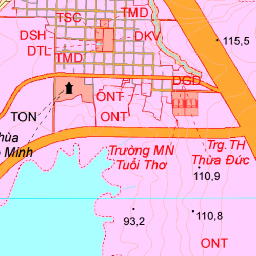 TSC
TMD
DSH
DKV
115,5
DTL
TMD
DGD
ONT
TON
ONT
hùa
Minh
Trường MN
Tuổi Thơ
Trg.TH
Thừa Đức
110,9
93,2
110,8
ONT